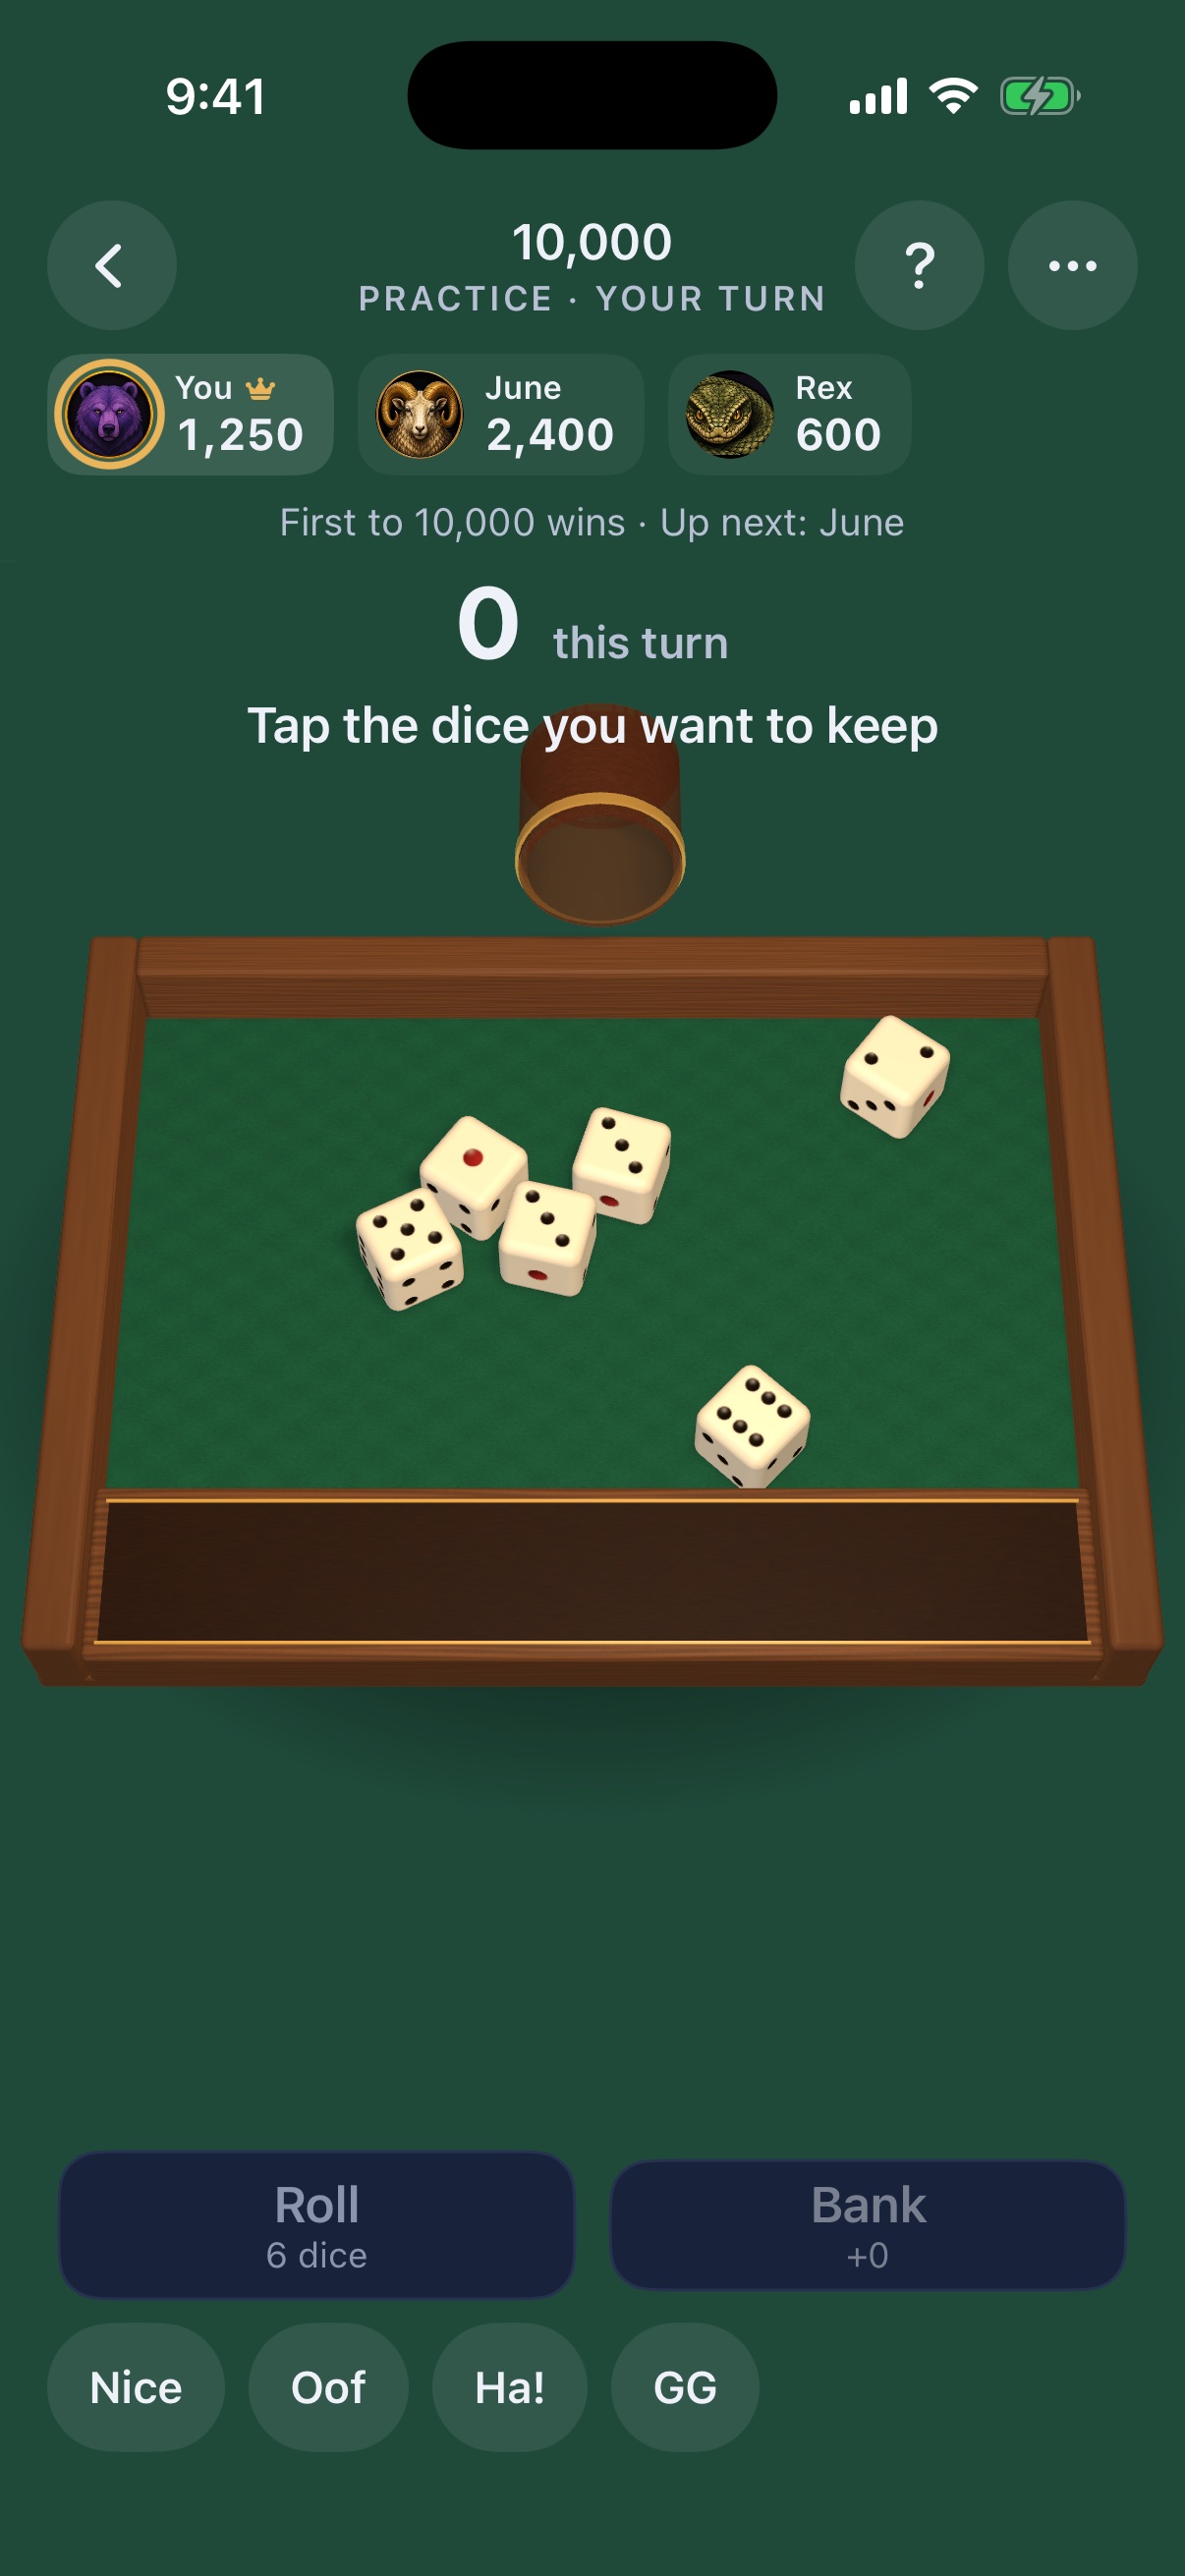 9:41
10,000
PRACTICE · YOUR TURN
?
You
1,250
June
2,400
Rex
600
First to 10,000 wins · Up next: June
0 this turn
Tap the dice you want to keep
Roll
6 dice
Bank
+0
Nice
Oof
Ha!
GG